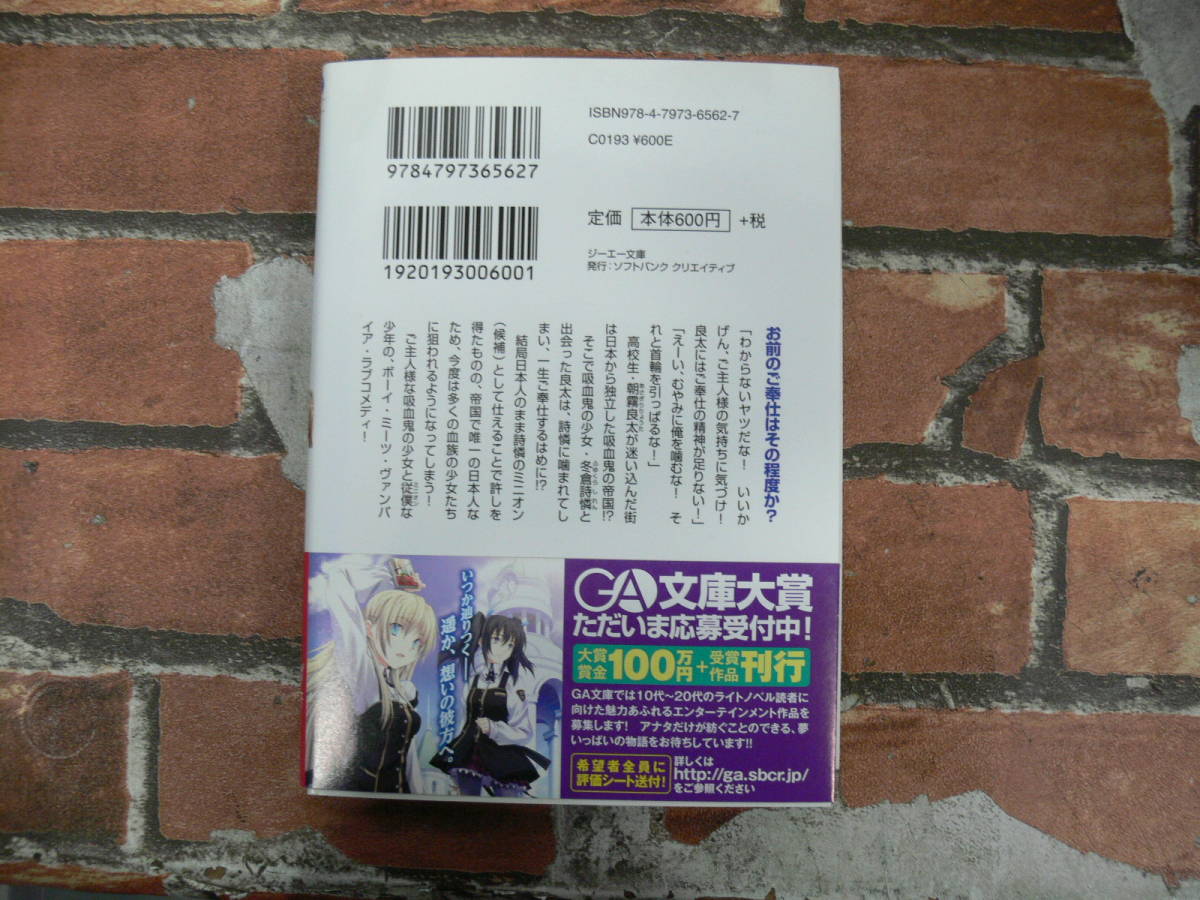 ISBN978-4-7973-6562-7
C0193 ¥600E
9784797365627
定価 本体600円 +税
1920193006001
ジーエー文庫
発行：ソフトバンク クリエイティブ
お前のご奉仕はその程度か？
「わからないヤツだな！　いいか
げん、ご主人様の気持ちに気づけ！
良太にはご奉仕の精神が足りない！」
「えーい、むやみに俺を噛むな！　そ
れと首輪を引っぱるな！」
高校生・朝霧良太が迷い込んだ街
は日本から独立した吸血鬼の帝国!?
そこで吸血鬼の少女・冬倉詩憐と
出会った良太は、詩憐に噛まれてし
まい、一生ご奉仕するはめに!?
結局日本人のまま詩憐のミニオン
（候補）として仕えることで許しを
得たものの、帝国で唯一の日本人な
ため、今度は多くの血族の少女たち
に狙われるようになってしまう！
ご主人様な吸血鬼の少女と従僕な
少年の、ボーイ・ミーツ・ヴァンパ
イア・ラブコメディ！
いつか辿りつく——
遥か、想いの彼方へ。
GA文庫大賞
ただいま応募受付中！
大賞賞金100万円＋受賞作品刊行
GA文庫では10代〜20代のライトノベル読者に
向けた魅力あふれるエンターテインメント作品を
募集します！　アナタだけが紡ぐことのできる、夢
いっぱいの物語をお待ちしています!!
希望者全員に
評価シート送付！
詳しくは
http://ga.sbcr.jp/
をご参照ください